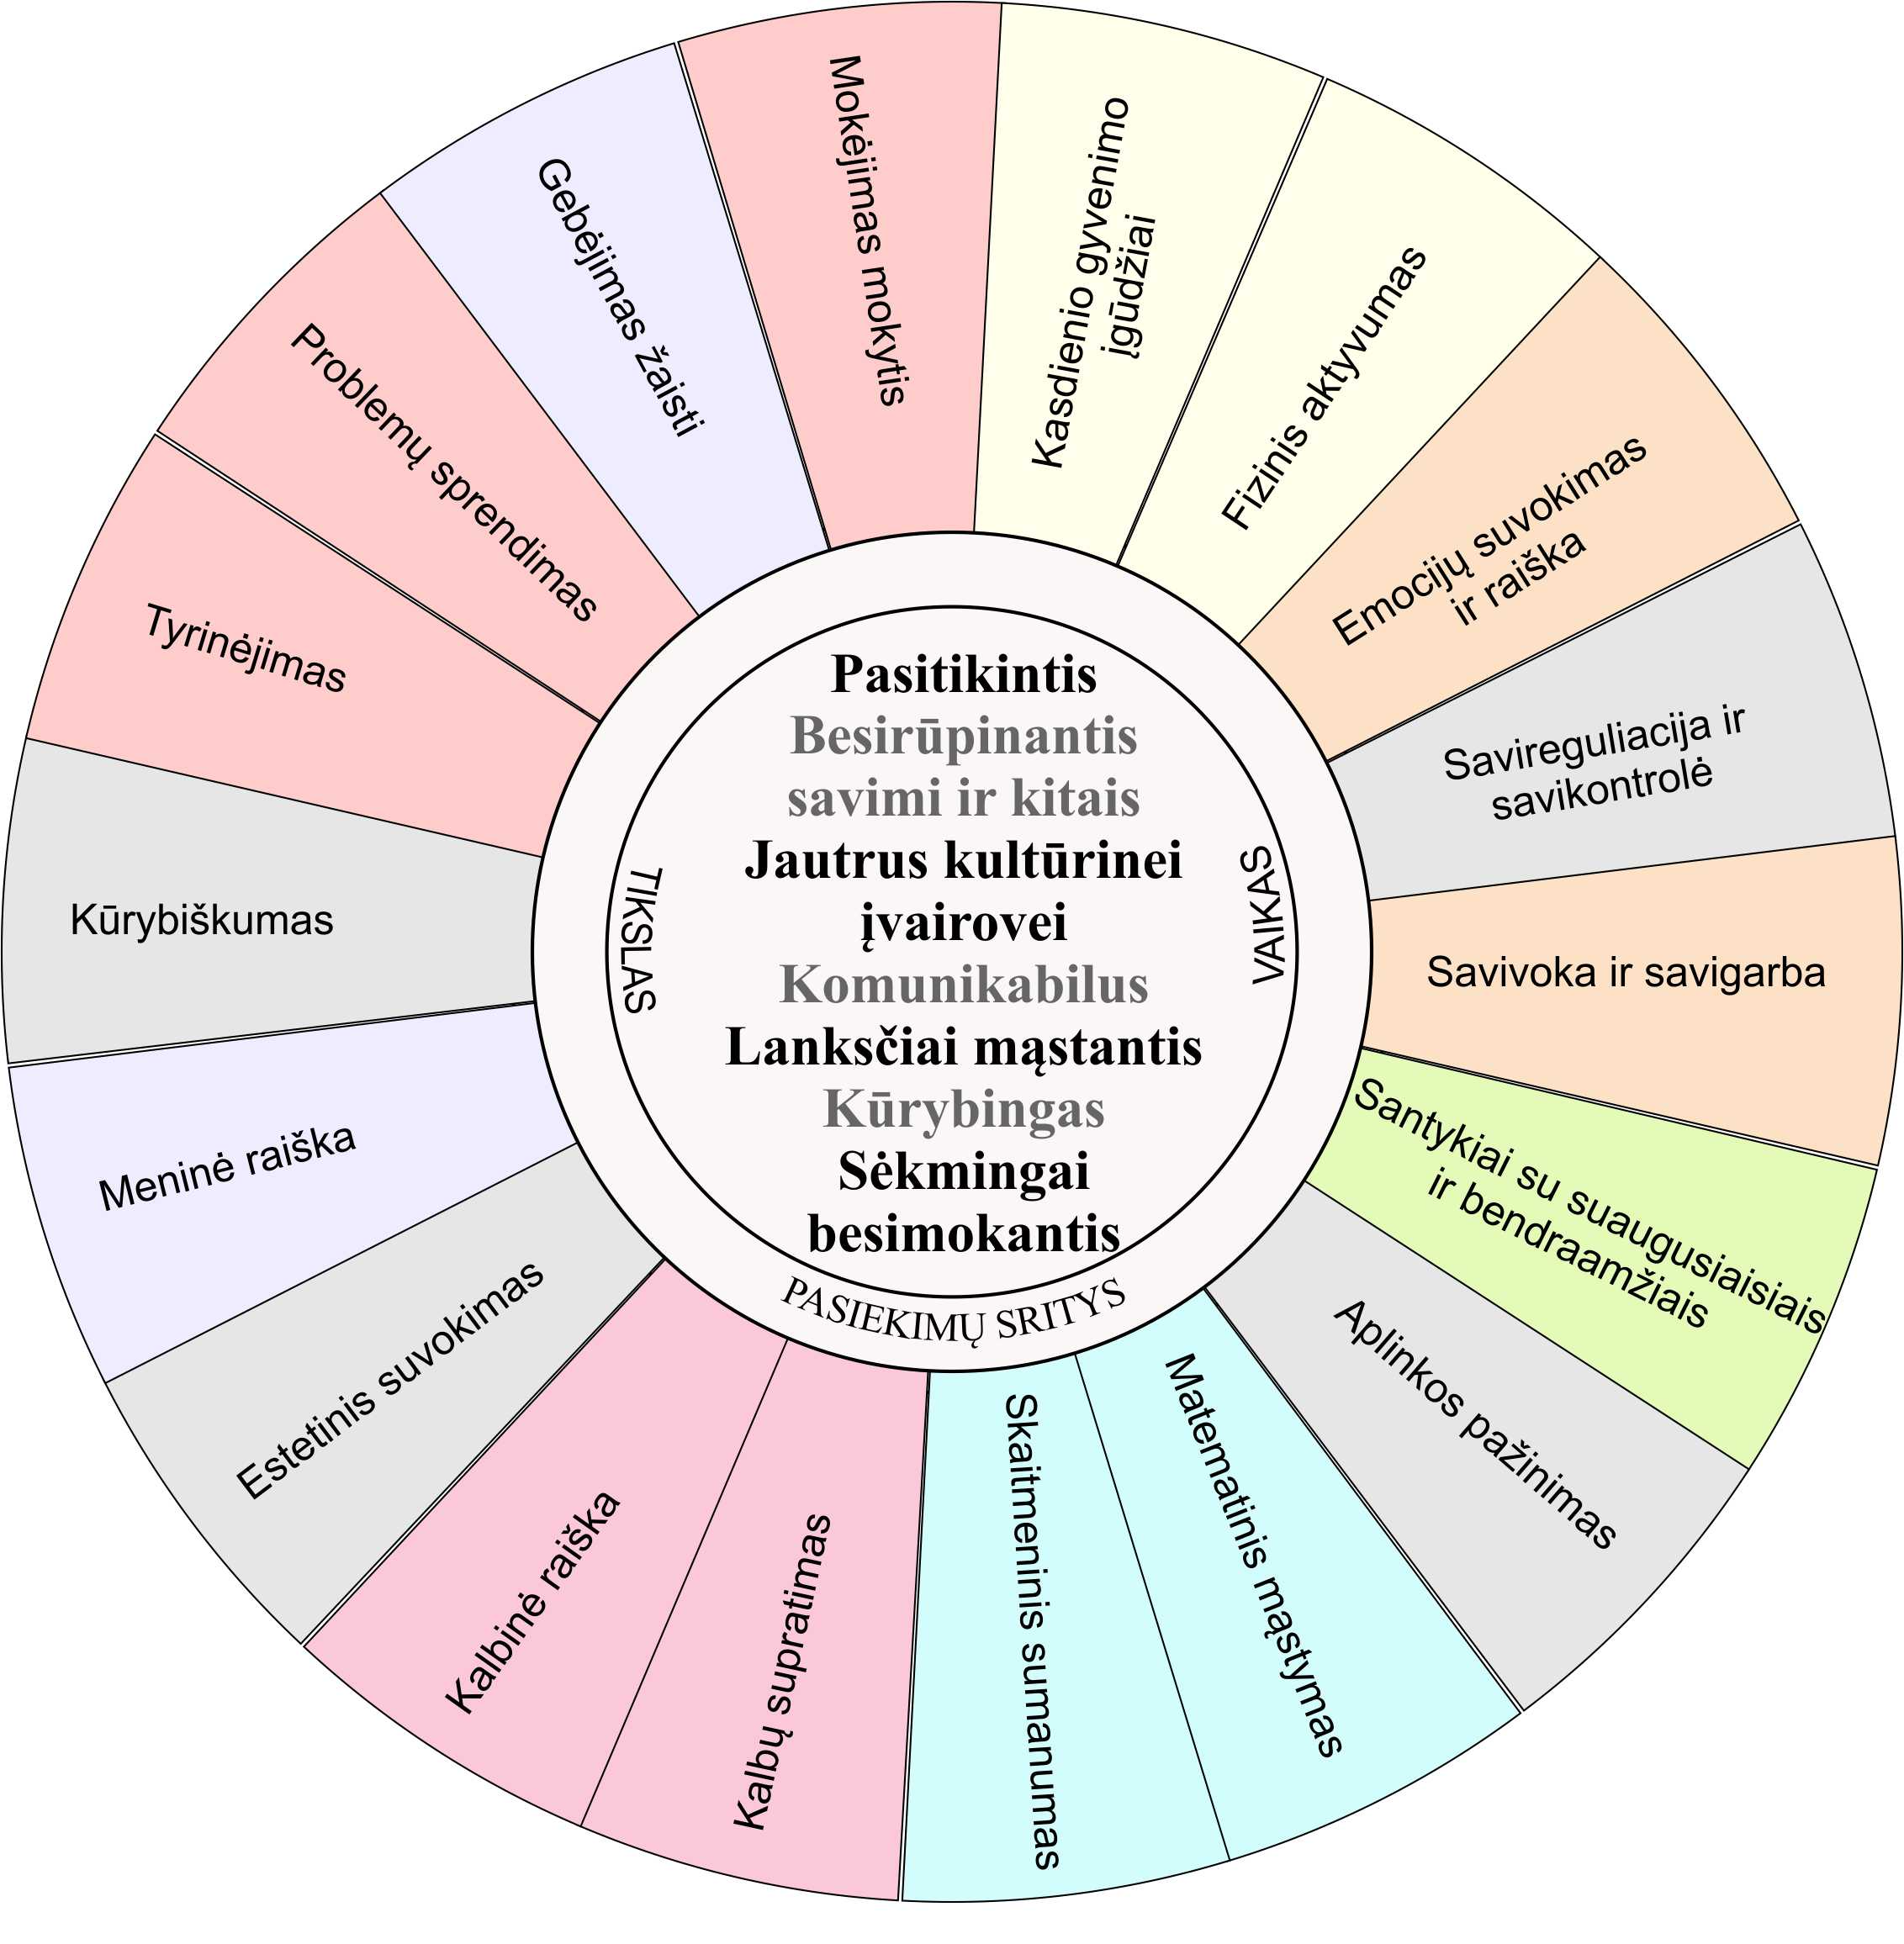 Mokėjimas mokytis
Kasdienio gyvenimo
įgūdžiai
Fizinis aktyvumas
Emocijų suvokimas
ir raiška
Savireguliacija ir
savikontrolė
Savivoka ir savigarba
Santykiai su suaugusiaisiais
ir bendraamžiais
Aplinkos pažinimas
Matematinis mąstymas
Skaitmeninis sumanumas
Kalbų supratimas
Kalbinė raiška
Estetinis suvokimas
Meninė raiška
Kūrybiškumas
Tyrinėjimas
Problemų sprendimas
Gebėjimas žaisti
TIKSLAS
VAIKAS
PASIEKIMŲ SRITYS
Pasitikintis
Besirūpinantis
savimi ir kitais
Jautrus kultūrinei
įvairovei
Komunikabilus
Lanksčiai mąstantis
Kūrybingas
Sėkmingai
besimokantis